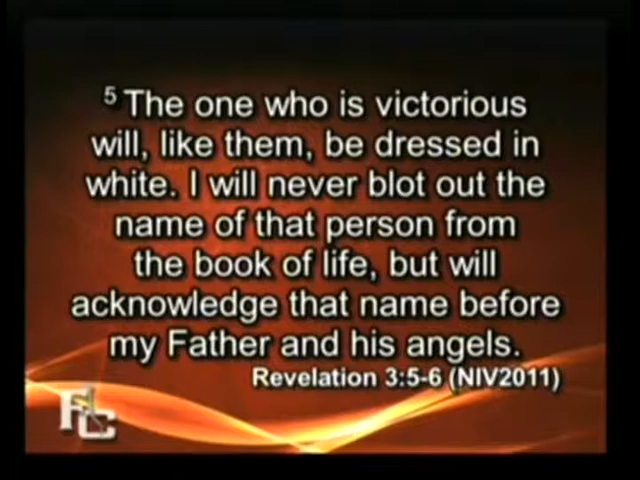 5 The one who is victorious
will, like them, be dressed in
white. I will never blot out the
name of that person from
the book of life, but will
acknowledge that name before
my Father and his angels.
Revelation 3:5-6 (NIV2011)
FC